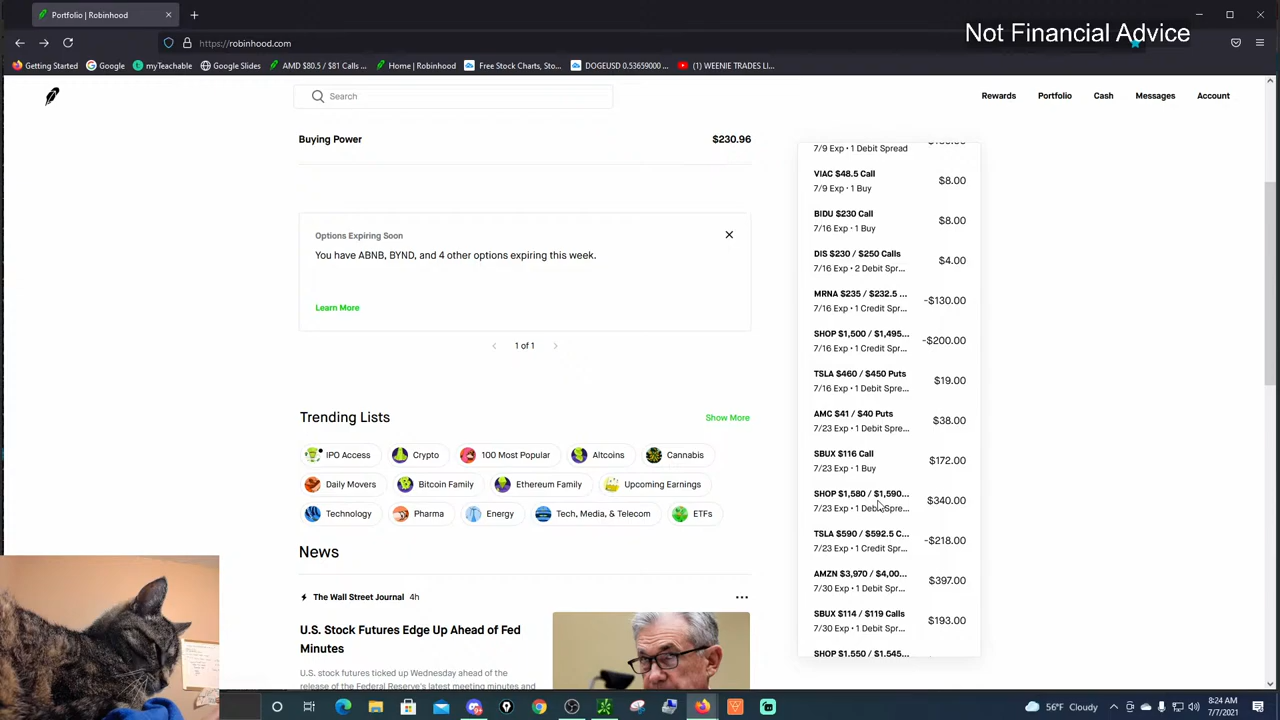 Portfolio | Robinhood
Not Financial Advice
https://robinhood.com
Getting Started
Google
myTeachable
Google Slides
AMD $80.5 / $81 Calls ...
Home | Robinhood
Free Stock Charts, Sto...
DOGEUSD 0.53659000 ...
(1) WEENIE TRADES LI...
Search
Rewards
Portfolio
Cash
Messages
Account
Buying Power
$230.96
Options Expiring Soon
You have ABNB, BYND, and 4 other options expiring this week.
Learn More
1 of 1
Trending Lists
Show More
IPO Access
Crypto
100 Most Popular
Altcoins
Cannabis
Daily Movers
Bitcoin Family
Ethereum Family
Upcoming Earnings
Technology
Pharma
Energy
Tech, Media, & Telecom
ETFs
News
The Wall Street Journal 4h
U.S. Stock Futures Edge Up Ahead of Fed
Minutes
U.S. stock futures ticked up Wednesday ahead of the
release of the Federal Reserve's latest meeting minutes and
7/9 Exp • 1 Debit Spread
VIAC $48.5 Call
7/9 Exp • 1 Buy
$8.00
BIDU $230 Call
7/16 Exp • 1 Buy
$8.00
DIS $230 / $250 Calls
7/16 Exp • 2 Debit Spr...
$4.00
MRNA $235 / $232.5 ...
7/16 Exp • 1 Credit Spr...
-$130.00
SHOP $1,500 / $1,495...
7/16 Exp • 1 Credit Spr...
-$200.00
TSLA $460 / $450 Puts
7/16 Exp • 1 Debit Spre...
$19.00
AMC $41 / $40 Puts
7/23 Exp • 1 Debit Spre...
$38.00
SBUX $116 Call
7/23 Exp • 1 Buy
$172.00
SHOP $1,580 / $1,590...
7/23 Exp • 1 Debit Spre...
$340.00
TSLA $590 / $592.5 C...
7/23 Exp • 1 Credit Spr...
-$218.00
AMZN $3,970 / $4,00...
7/30 Exp • 1 Debit Spr...
$397.00
SBUX $114 / $119 Calls
7/30 Exp • 1 Debit Spr...
$193.00
SHOP $1,550 / $1,545...
56°F Cloudy
8:24 AM
7/7/2021